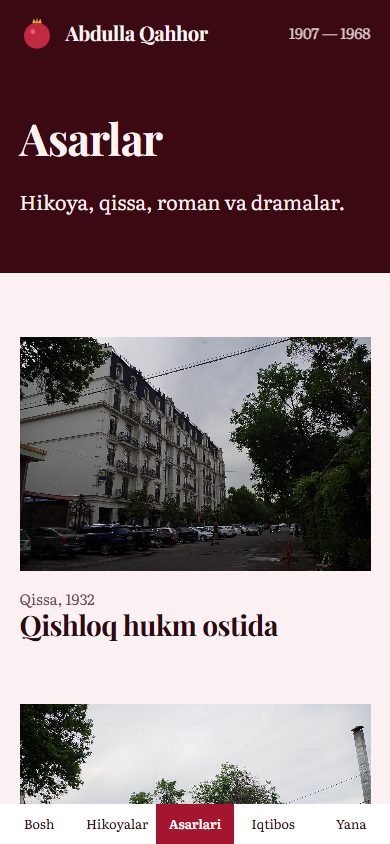 Abdulla Qahhor
1907 — 1968
Asarlar
Hikoya, qissa, roman va dramalar.
Qissa, 1932
Qishloq hukm ostida
Bosh
Hikoyalar
Asarlari
Iqtibos
Yana